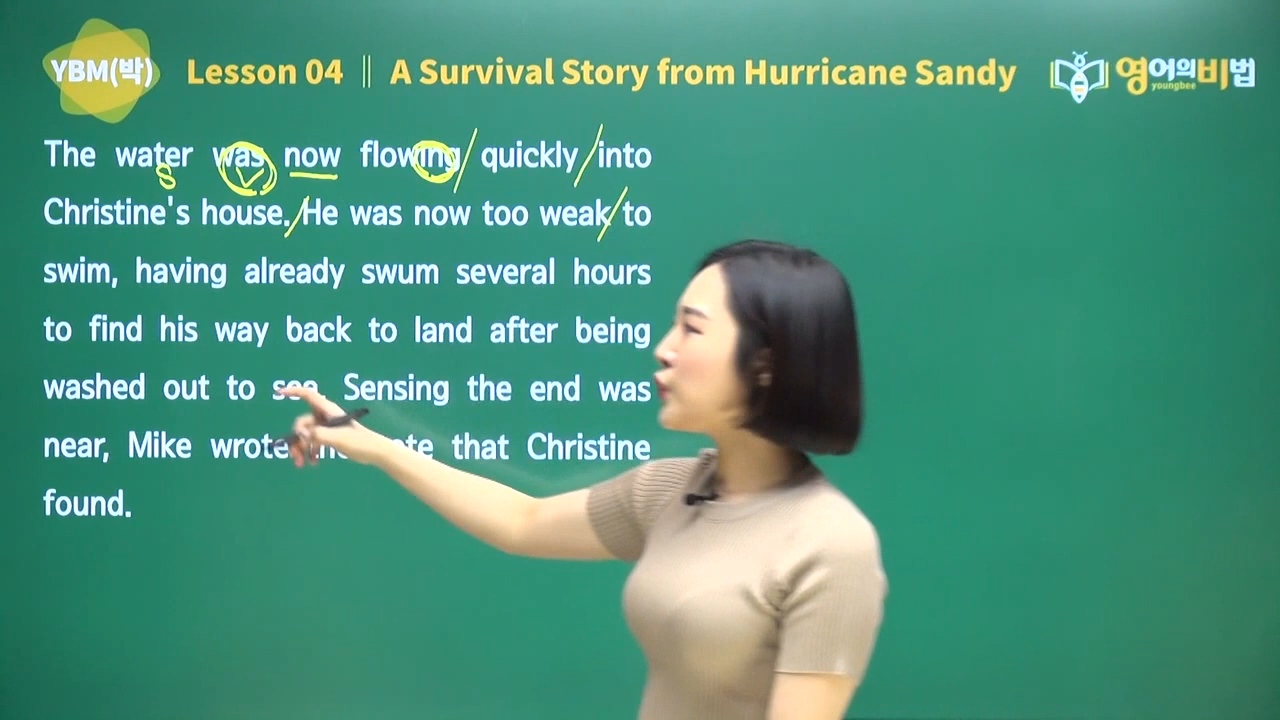 YBM(박) Lesson 04 || A Survival Story from Hurricane Sandy 영어의비법
youngbee
The water was now flowing quickly into
S V
Christine's house. He was now too weak to
swim, having already swum several hours
to find his way back to land after being
washed out to Sensing the end was
near, Mike wrote that Christine
found.